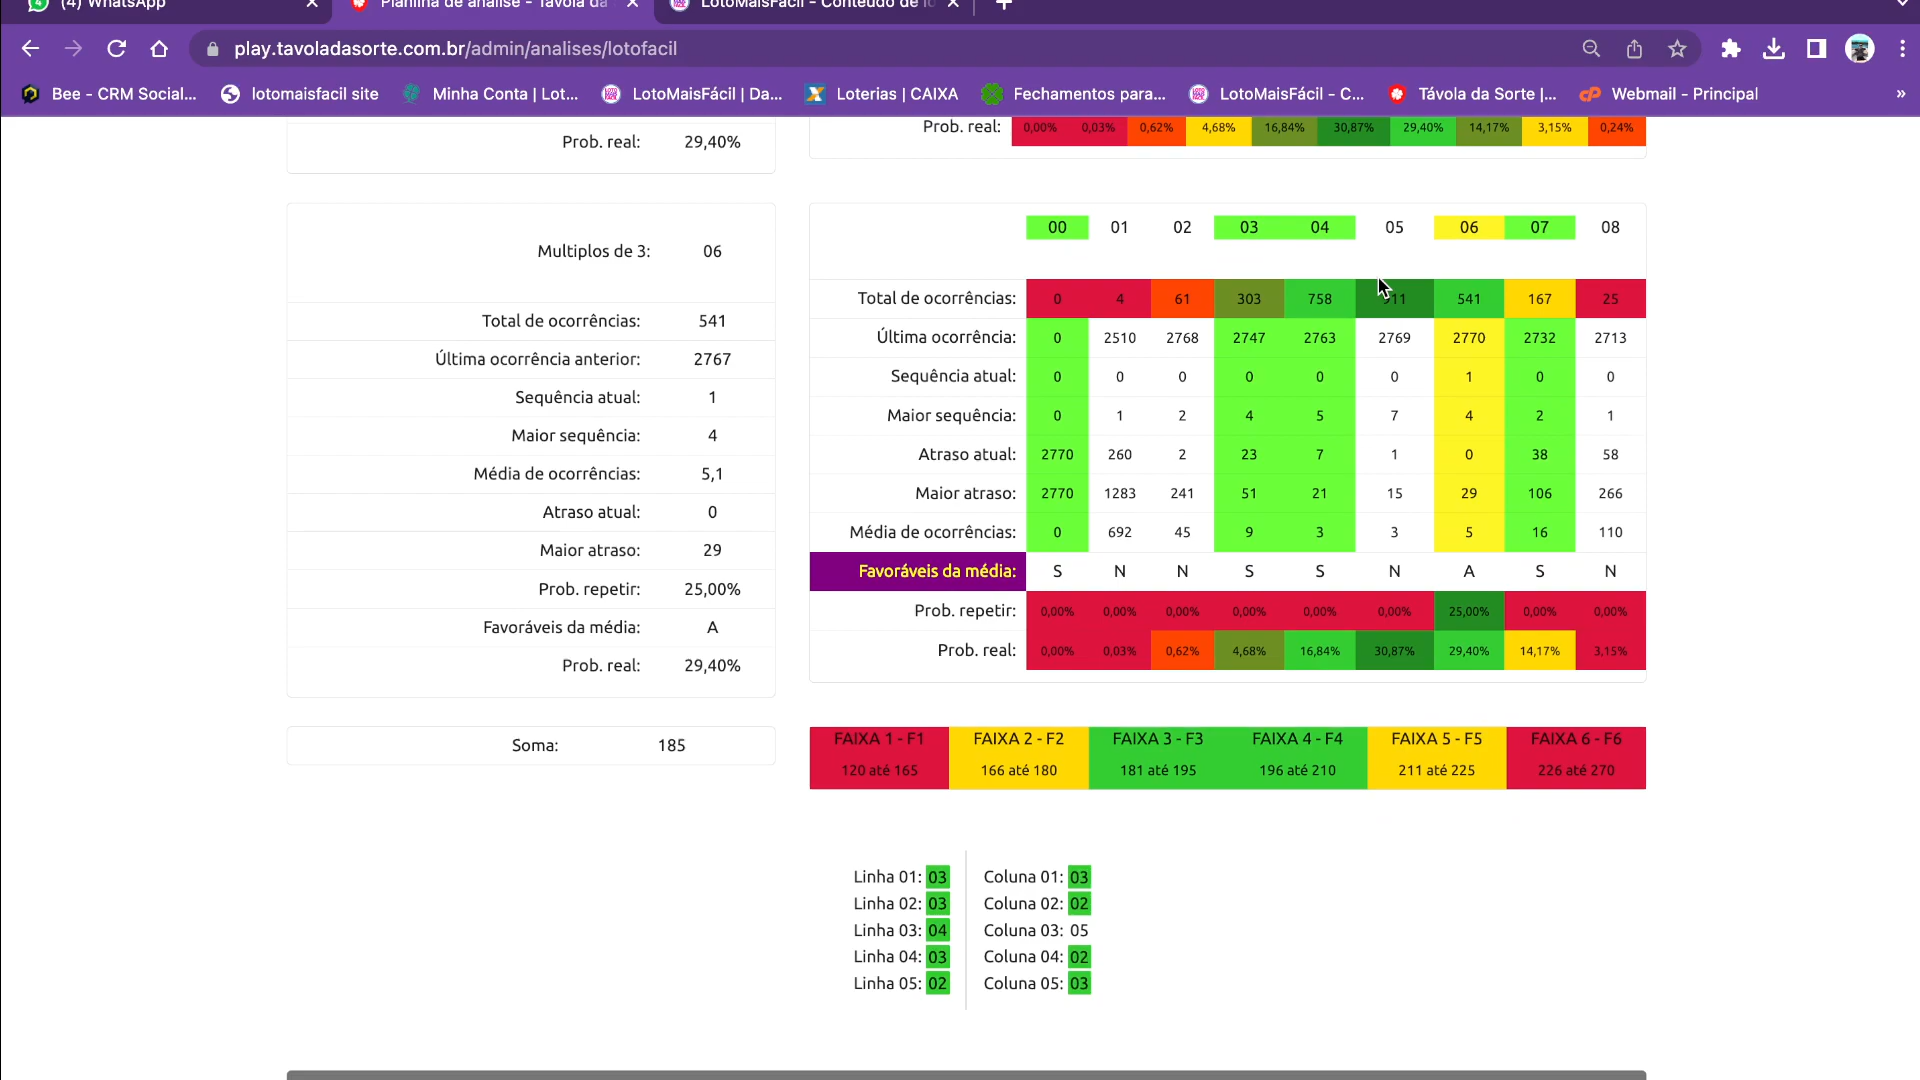 (4) WhatsApp
Planilha de análise - Távola da
LotoMaisFácil - Conteúdo de lo
play.tavoladasorte.com.br/admin/analises/lotofacil
Bee - CRM Social... lotomaisfacil site Minha Conta | Lot... LotoMaisFácil | Da... Loterias | CAIXA Fechamentos para... LotoMaisFácil - C... Távola da Sorte |... Webmail - Principal »
Prob. real: 29,40%
Prob. real: 0,00% 0,03% 0,62% 4,68% 16,84% 30,87% 29,40% 14,17% 3,15% 0,24%
Multiplos de 3: 06
Total de ocorrências: 541
Última ocorrência anterior: 2767
Sequência atual: 1
Maior sequência: 4
Média de ocorrências: 5,1
Atraso atual: 0
Maior atraso: 29
Prob. repetir: 25,00%
Favoráveis da média: A
Prob. real: 29,40%
00 01 02 03 04 05 06 07 08
Total de ocorrências: 0 4 61 303 758 911 541 167 25
Última ocorrência: 0 2510 2768 2747 2763 2769 2770 2732 2713
Sequência atual: 0 0 0 0 0 0 1 0 0
Maior sequência: 0 1 2 4 5 7 4 2 1
Atraso atual: 2770 260 2 23 7 1 0 38 58
Maior atraso: 2770 1283 241 51 21 15 29 106 266
Média de ocorrências: 0 692 45 9 3 3 5 16 110
Favoráveis da média: S N N S S N A S N
Prob. repetir: 0,00% 0,00% 0,00% 0,00% 0,00% 0,00% 25,00% 0,00% 0,00%
Prob. real: 0,00% 0,03% 0,62% 4,68% 16,84% 30,87% 29,40% 14,17% 3,15%
Soma: 185
FAIXA 1 - F1 FAIXA 2 - F2 FAIXA 3 - F3 FAIXA 4 - F4 FAIXA 5 - F5 FAIXA 6 - F6
120 até 165 166 até 180 181 até 195 196 até 210 211 até 225 226 até 270
Linha 01: 03 Coluna 01: 03
Linha 02: 03 Coluna 02: 02
Linha 03: 04 Coluna 03: 05
Linha 04: 03 Coluna 04: 02
Linha 05: 02 Coluna 05: 03